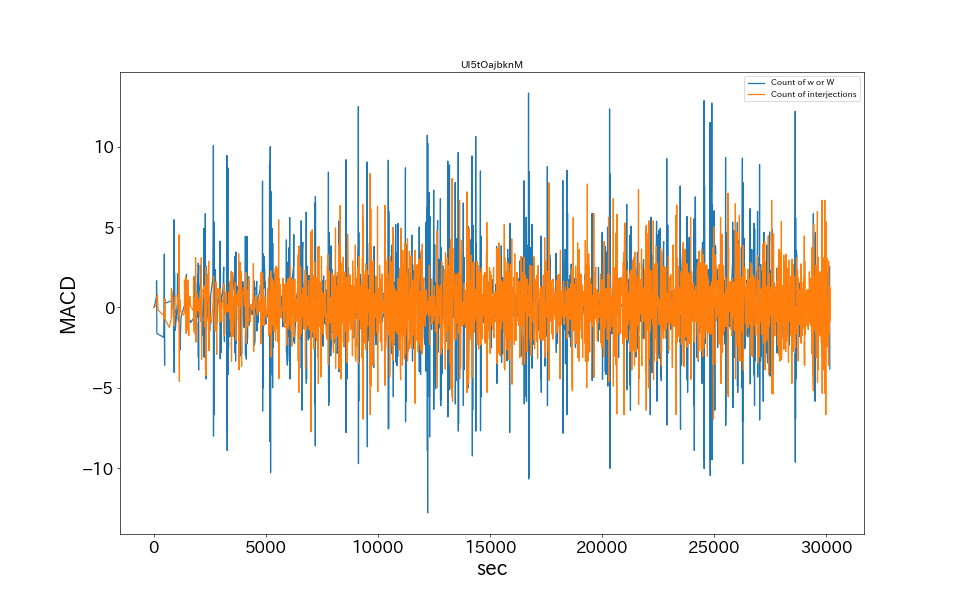 UI5tOajbknM
Count of w or W
Count of interjections
MACD
10
5
0
−5
−10
0
5000
10000
15000
20000
25000
30000
sec